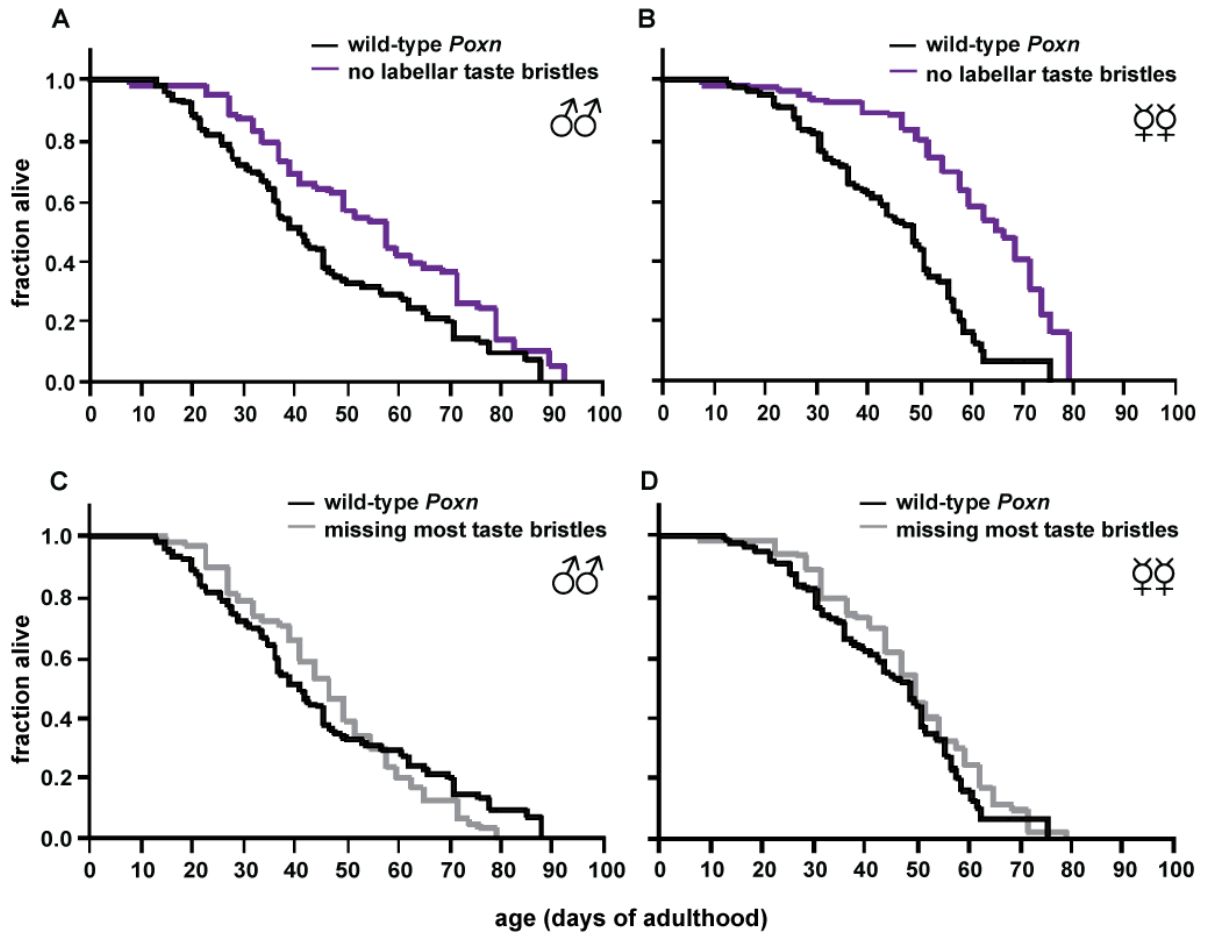 A
wild-type Poxn
no labellar taste bristles
♂♂
fraction alive
1.0
0.8
0.6
0.4
0.2
0.0
0 10 20 30 40 50 60 70 80 90 100
B
wild-type Poxn
no labellar taste bristles
0 10 20 30 40 50 60 70 80 90 100
C
wild-type Poxn
missing most taste bristles
♂♂
fraction alive
1.0
0.8
0.6
0.4
0.2
0.0
0 10 20 30 40 50 60 70 80 90 100
D
wild-type Poxn
missing most taste bristles
0 10 20 30 40 50 60 70 80 90 100
age (days of adulthood)